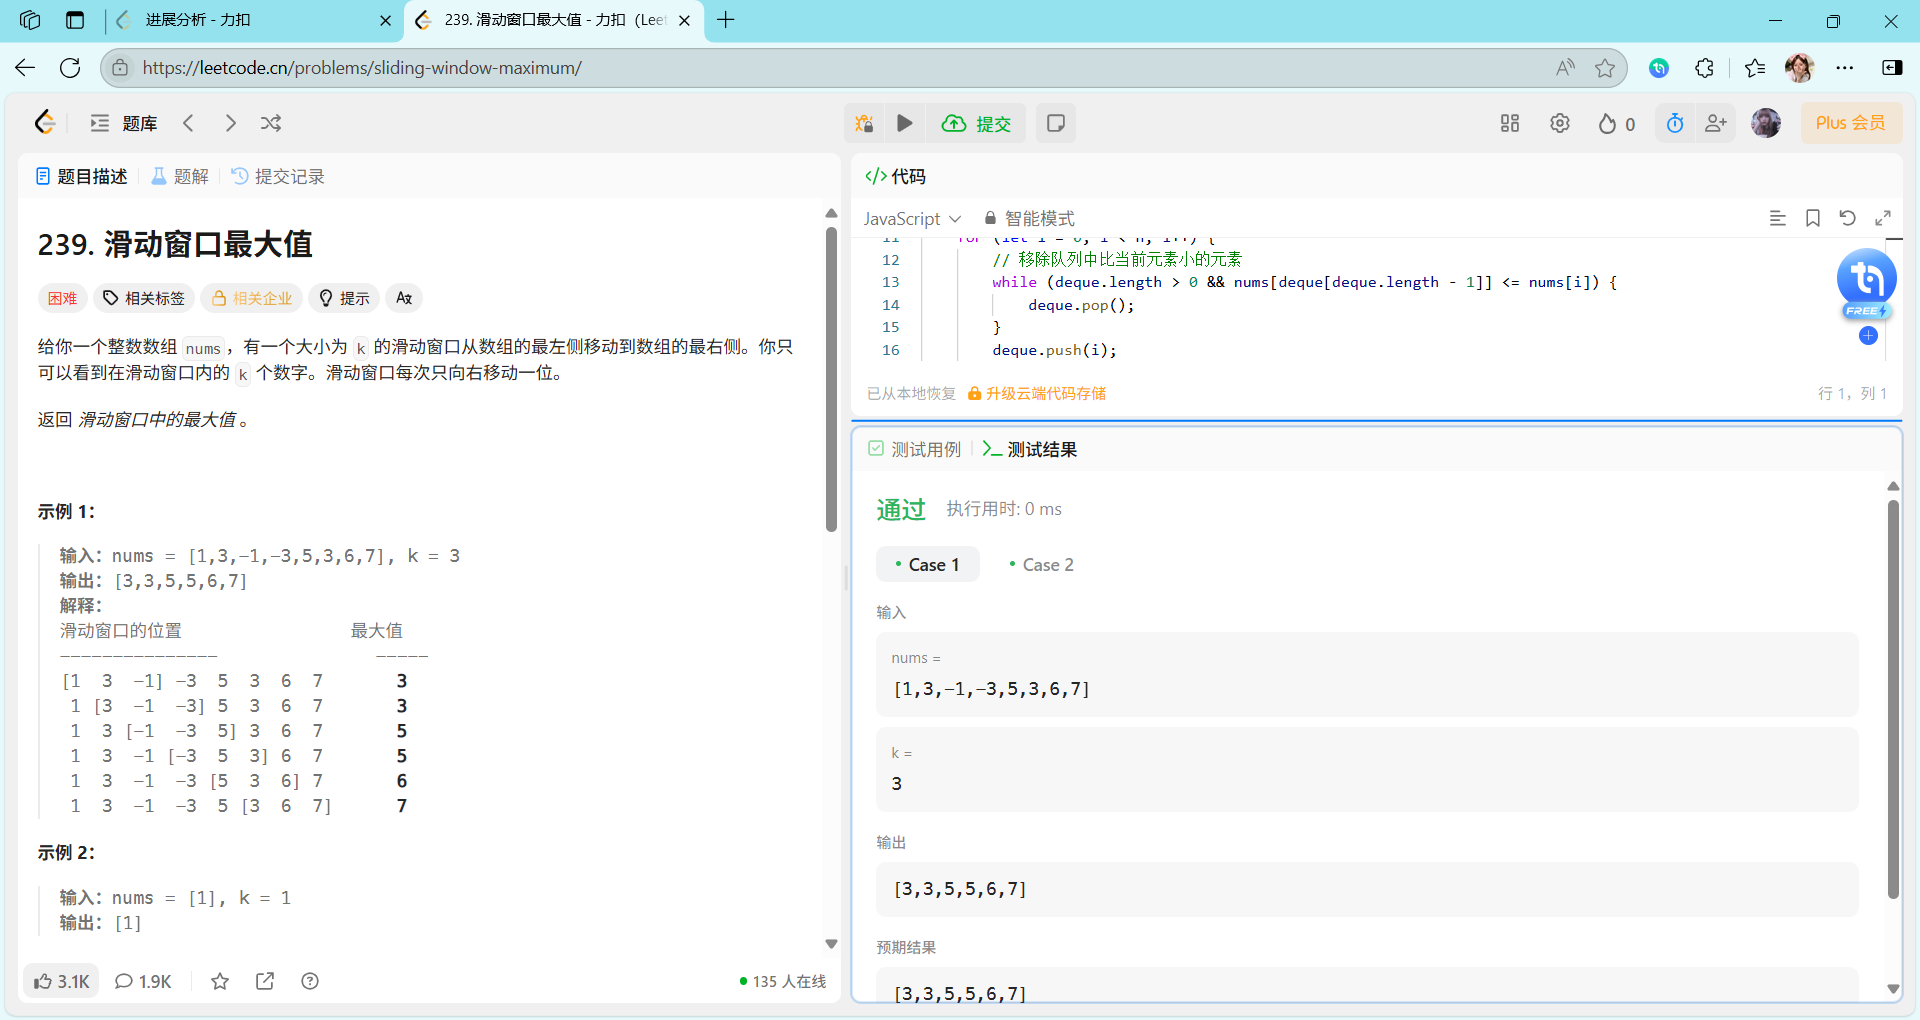 进展分析 - 力扣
239. 滑动窗口最大值 - 力扣（Leet
https://leetcode.cn/problems/sliding-window-maximum/
题库
提交
0
Plus 会员
题目描述
题解
提交记录
239. 滑动窗口最大值
困难
相关标签
相关企业
提示
给你一个整数数组 nums，有一个大小为 k 的滑动窗口从数组的最左侧移动到数组的最右侧。你只
可以看到在滑动窗口内的 k 个数字。滑动窗口每次只向右移动一位。
返回 滑动窗口中的最大值 。
示例 1：
输入：nums = [1,3,-1,-3,5,3,6,7], k = 3
输出：[3,3,5,5,6,7]
解释：
滑动窗口的位置 最大值
--------------- -----
[1 3 -1] -3 5 3 6 7 3
1 [3 -1 -3] 5 3 6 7 3
1 3 [-1 -3 5] 3 6 7 5
1 3 -1 [-3 5 3] 6 7 5
1 3 -1 -3 [5 3 6] 7 6
1 3 -1 -3 5 [3 6 7] 7
示例 2：
输入：nums = [1], k = 1
输出：[1]
3.1K
1.9K
135 人在线
</> 代码
JavaScript
智能模式
11 for (let i = 0; i < n; i++) {
12 // 移除队列中比当前元素小的元素
13 while (deque.length > 0 && nums[deque[deque.length - 1]] <= nums[i]) {
14 deque.pop();
15 }
16 deque.push(i);
FREE
已从本地恢复
升级云端代码存储
行 1，列 1
测试用例
测试结果
通过
执行用时: 0 ms
Case 1
Case 2
输入
nums =
[1,3,-1,-3,5,3,6,7]
k =
3
输出
[3,3,5,5,6,7]
预期结果
[3,3,5,5,6,7]